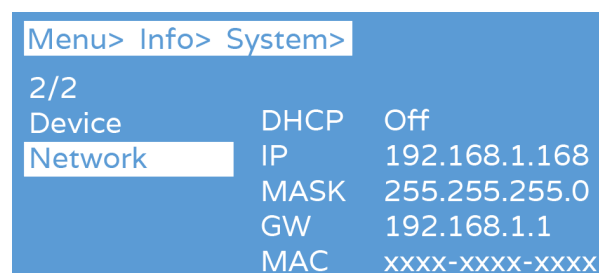 Menu> Info> System>
2/2
Device DHCP Off
Network IP 192.168.1.168
MASK 255.255.255.0
GW 192.168.1.1
MAC xxxx-xxxx-xxxx